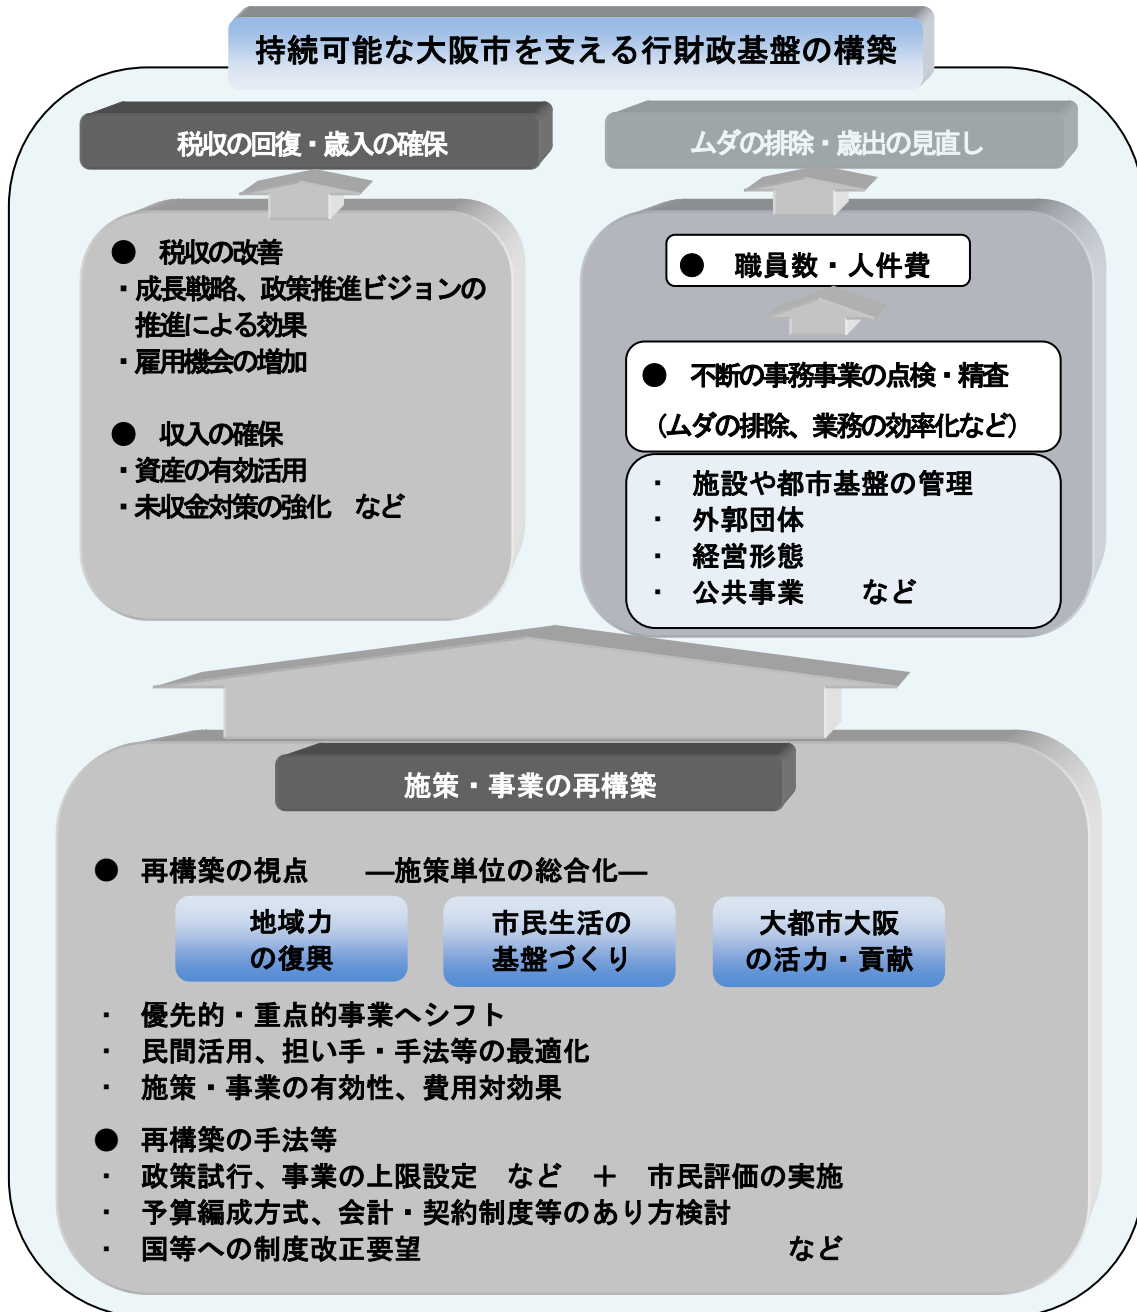 持続可能な大阪市を支える行財政基盤の構築
税収の回復・歳入の確保
● 税収の改善
・成長戦略、政策推進ビジョンの
推進による効果
・雇用機会の増加
● 収入の確保
・資産の有効活用
・未収金対策の強化　など
ムダの排除・歳出の見直し
● 職員数・人件費
● 不断の事務事業の点検・精査
（ムダの排除、業務の効率化など）
・ 施設や都市基盤の管理
・ 外郭団体
・ 経営形態
・ 公共事業　　など
施策・事業の再構築
● 再構築の視点　　―施策単位の総合化―
地域力
の復興
市民生活の
基盤づくり
大都市大阪
の活力・貢献
・ 優先的・重点的事業へシフト
・ 民間活用、担い手・手法等の最適化
・ 施策・事業の有効性、費用対効果
● 再構築の手法等
・ 政策試行、事業の上限設定　など　＋　市民評価の実施
・ 予算編成方式、会計・契約制度等のあり方検討
・ 国等への制度改正要望　　　　　　　　　　　　　など